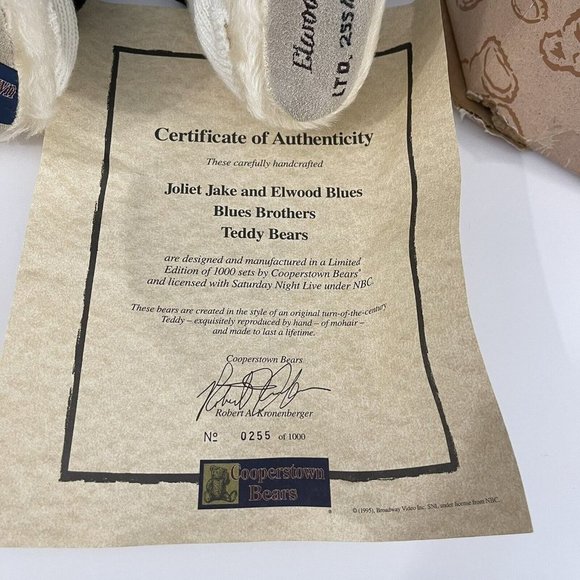 Elwood
LTD. 255/
Certificate of Authenticity
These carefully handcrafted
Joliet Jake and Elwood Blues
Blues Brothers
Teddy Bears
are designed and manufactured in a Limited
Edition of 1000 sets by Cooperstown Bears®
and licensed with Saturday Night Live under NBC.
These bears are created in the style of an original turn-of-the-century
Teddy – exquisitely reproduced by hand – of mohair –
and made to last a lifetime.
Cooperstown Bears
Robert A. Kronenberger
Nº 0255 of 1000
Cooperstown
Bears
©(1995), Broadway Video Inc. SNL under license from NBC.